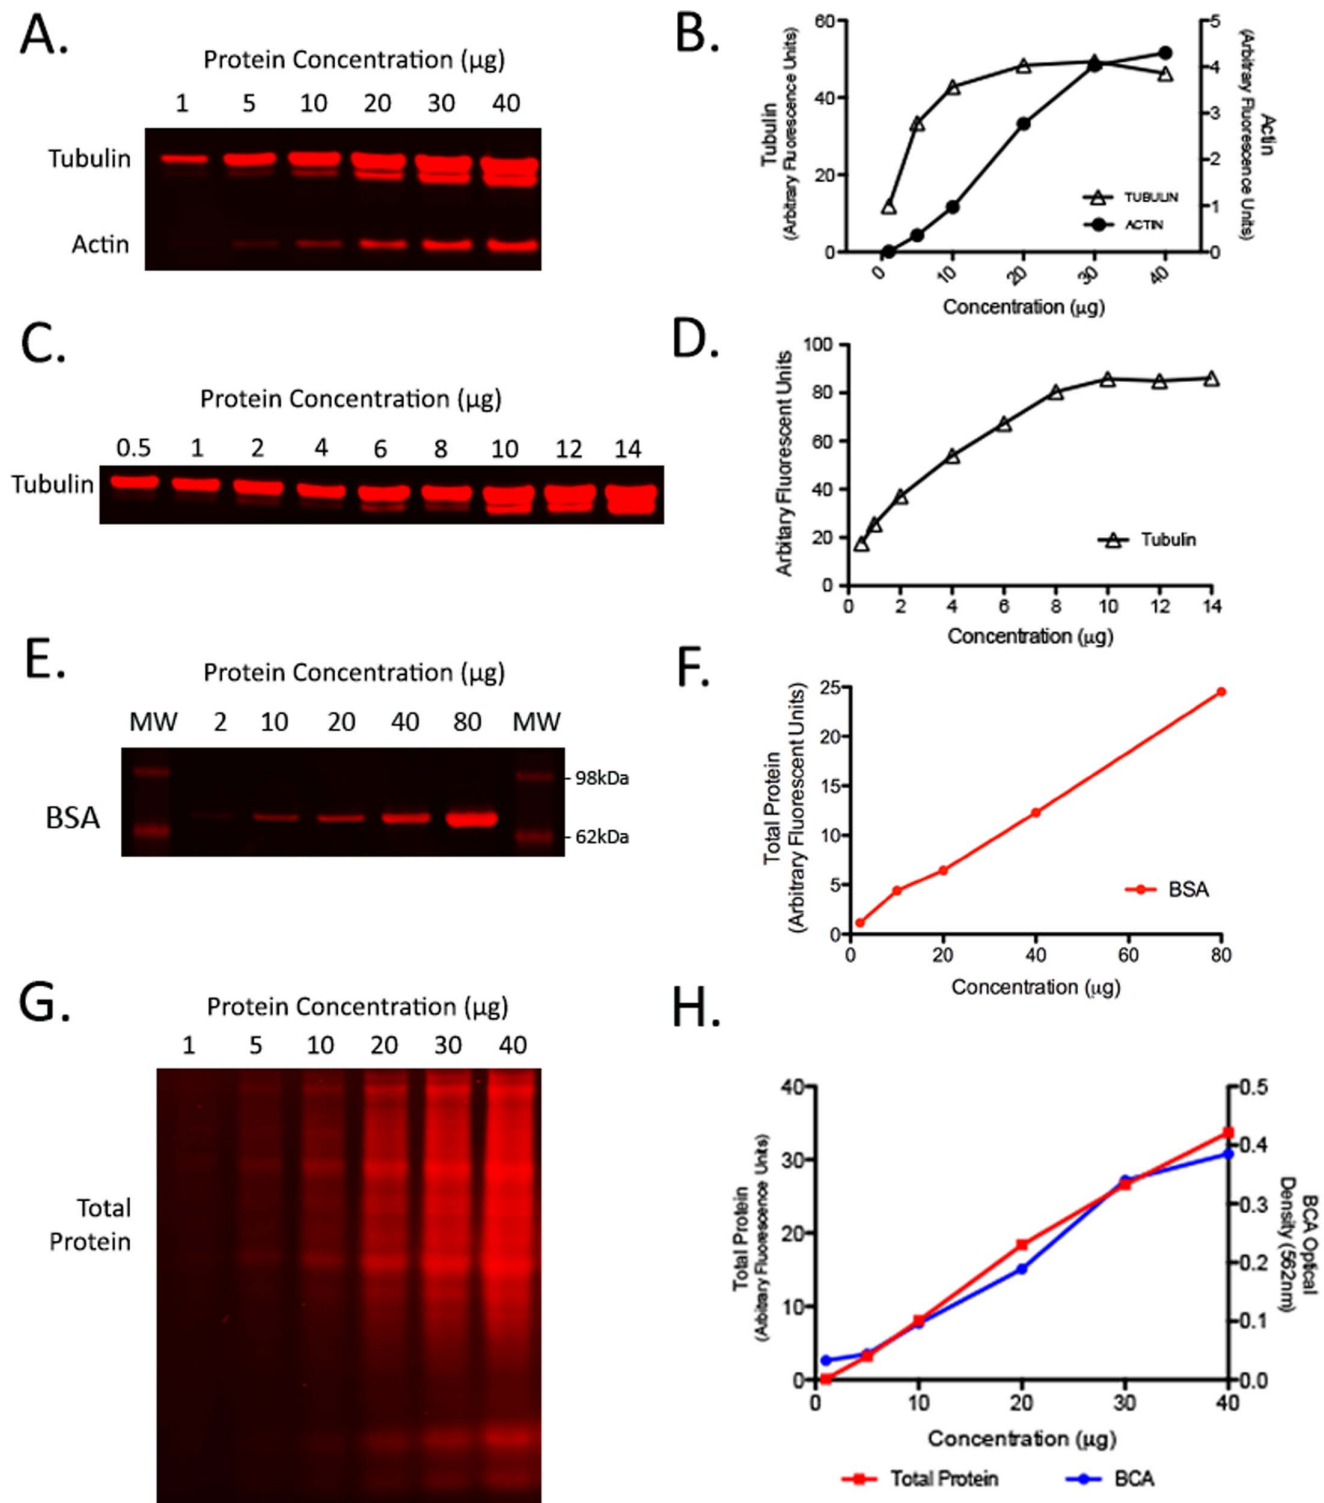 A.
Protein Concentration (µg)
1 5 10 20 30 40
Tubulin
Actin
B.
60
40
20
0
5
4
3
2
1
0
Tubulin
(Arbitrary Fluorescence Units)
Actin
(Arbitrary Fluorescence Units)
TUBULIN
ACTIN
0 10 20 30 40
Concentration (µg)
C.
Protein Concentration (µg)
0.5 1 2 4 6 8 10 12 14
Tubulin
D.
100
80
60
40
20
0
Arbitary Fluorescent Units
Tubulin
0 2 4 6 8 10 12 14
Concentration (µg)
E.
Protein Concentration (µg)
MW 2 10 20 40 80 MW
98kDa
BSA
62kDa
F.
25
20
15
10
5
0
Total Protein
(Arbitrary Fluorescent Units)
BSA
0 20 40 60 80
Concentration (µg)
G.
Protein Concentration (µg)
1 5 10 20 30 40
Total
Protein
H.
40
30
20
10
0
0.5
0.4
0.3
0.2
0.1
0.0
Total Protein
(Arbitrary Fluorescence Units)
BCA Optical
Density (562nm)
0 10 20 30 40
Concentration (µg)
Total Protein BCA